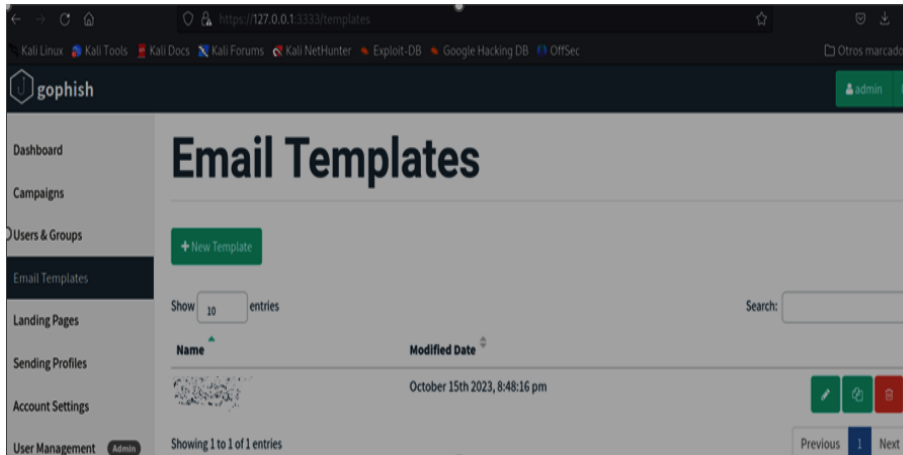 https://127.0.0.1:3333/templates
Kali Linux Kali Tools Kali Docs Kali Forums Kali NetHunter Exploit-DB Google Hacking DB OffSec Otros marcado
gophish admin
Dashboard
Email Templates
Campaigns
Users & Groups
+ New Template
Email Templates
Show 10 entries Search:
Landing Pages
Name Modified Date
Sending Profiles
October 15th 2023, 8:48:16 pm
Account Settings
Showing 1 to 1 of 1 entries Previous 1 Next
User Management Admin